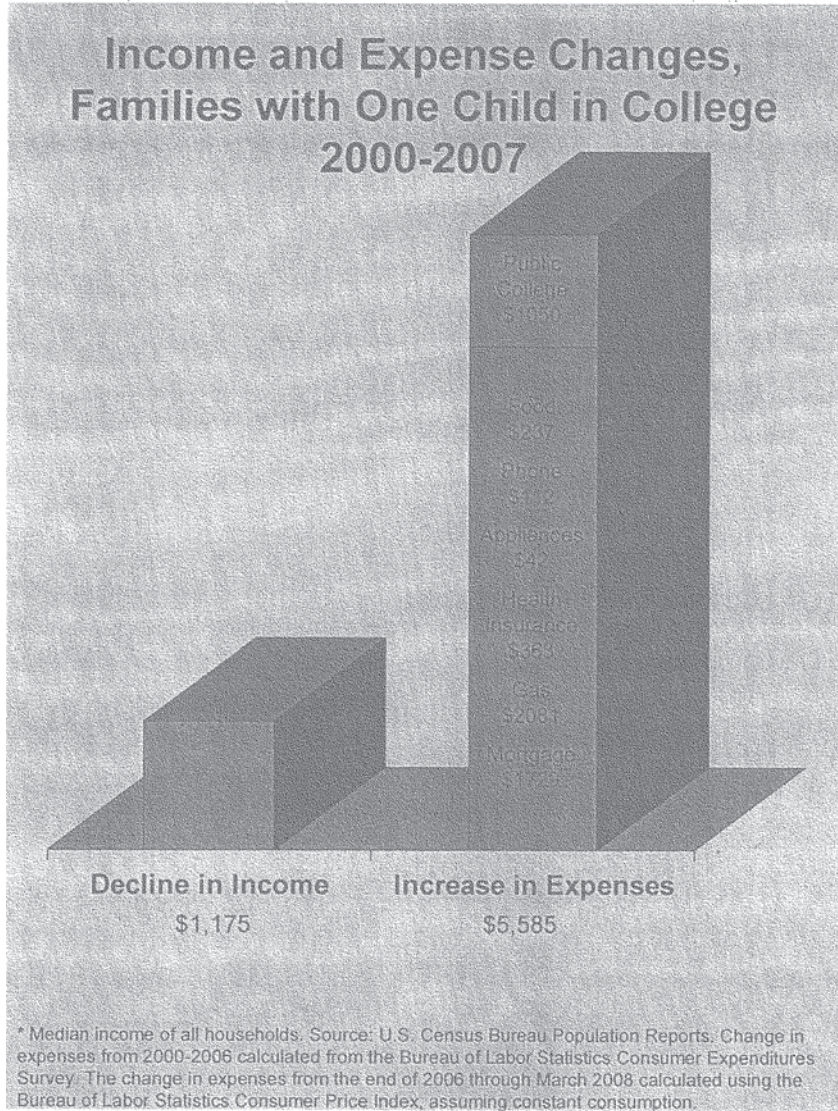 Income and Expense Changes,
Families with One Child in College
2000-2007
Public
College
$1050
Food
$237
Phone
$112
Appliances
$42
Health
Insurance
$363
Gas
$2081
Mortgage
Decline in Income
$1,175
Increase in Expenses
$5,585
* Median income of all households. Source: U.S. Census Bureau Population Reports. Change in
expenses from 2000-2006 calculated from the Bureau of Labor Statistics Consumer Expenditures
Survey. The change in expenses from the end of 2006 through March 2008 calculated using the
Bureau of Labor Statistics Consumer Price Index, assuming constant consumption.